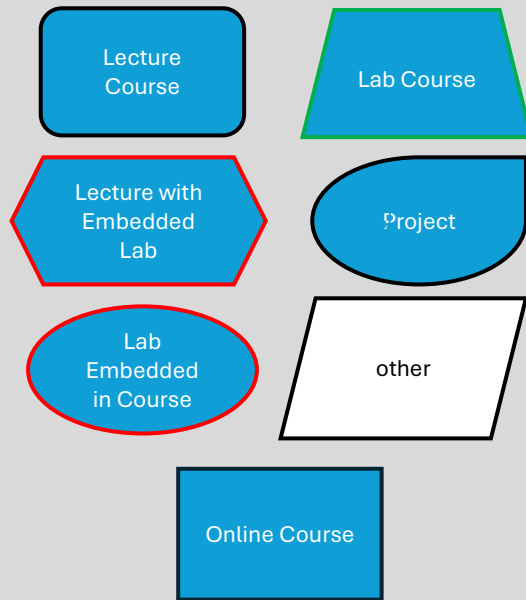 Lecture
Course
Lab Course
Lecture with
Embedded
Lab
Project
Lab
Embedded
in Course
other
Online Course